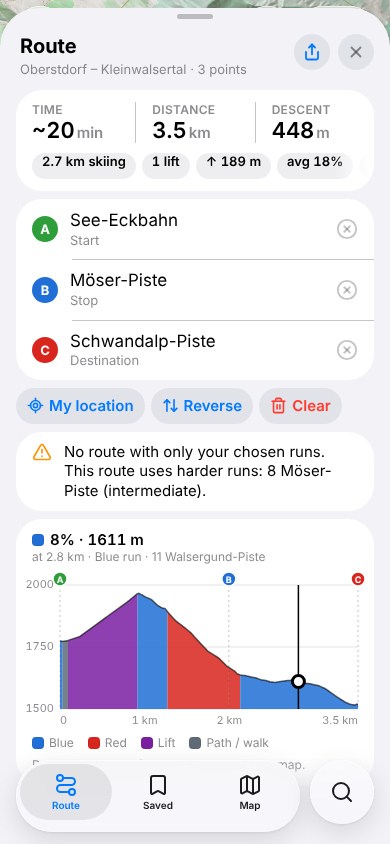 Route
Oberstdorf – Kleinwalsertal · 3 points
TIME DISTANCE DESCENT
~20 min 3.5 km 448 m
2.7 km skiing 1 lift ↑ 189 m avg 18%
A See-Eckbahn
Start
B Möser-Piste
Stop
C Schwandalp-Piste
Destination
My location Reverse Clear
No route with only your chosen runs.
This route uses harder runs: 8 Möser-
Piste (intermediate).
8% · 1611 m
at 2.8 km · Blue run · 11 Walsergund-Piste
A B C
2000
1750
1500
0 1 km 2 km 3.5 km
Blue Red Lift Path / walk
map.
Route Saved Map